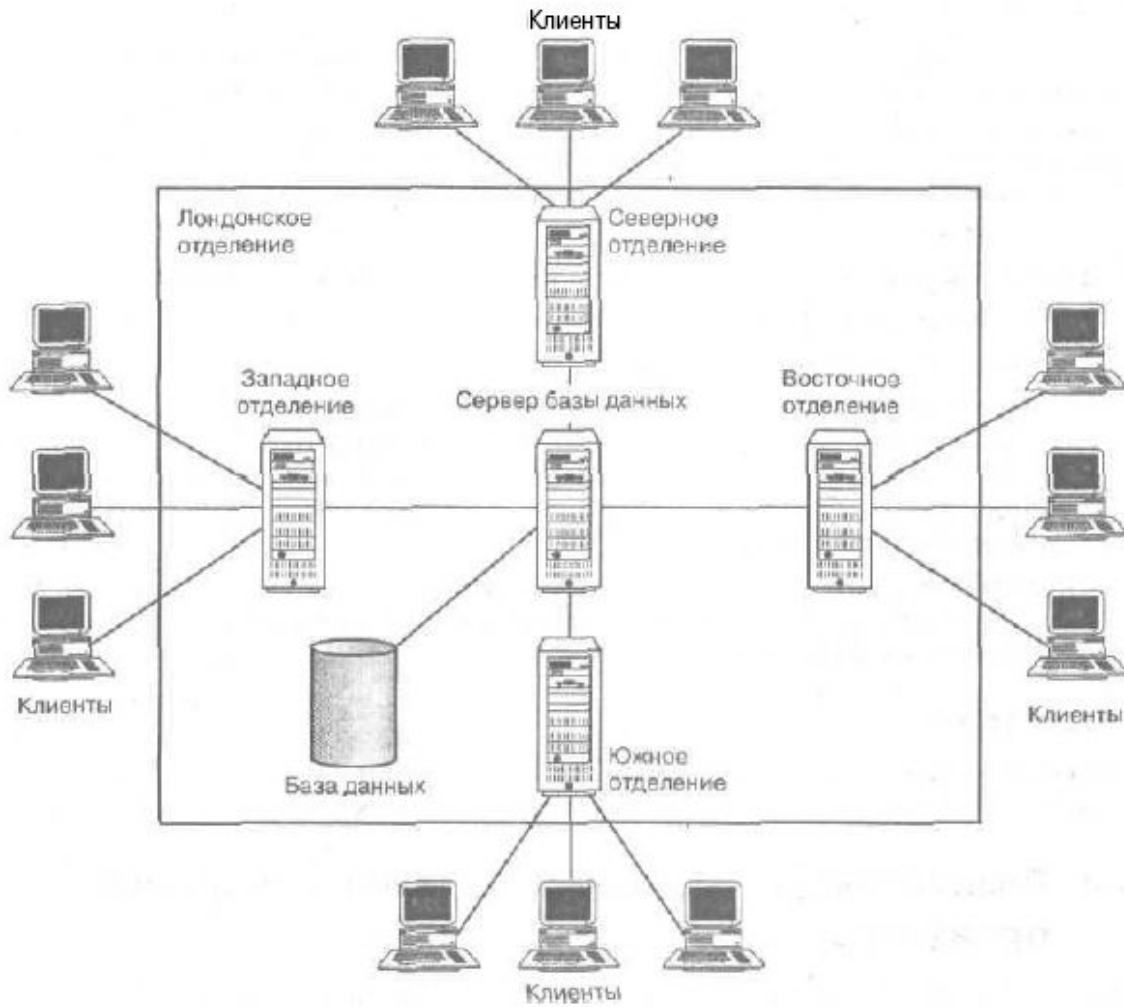 Клиенты
Лондонское
отделение
Северное
отделение
Западное
отделение
Сервер базы данных
Восточное
отделение
Клиенты
База данных
Южное
отделение
Клиенты
Клиенты